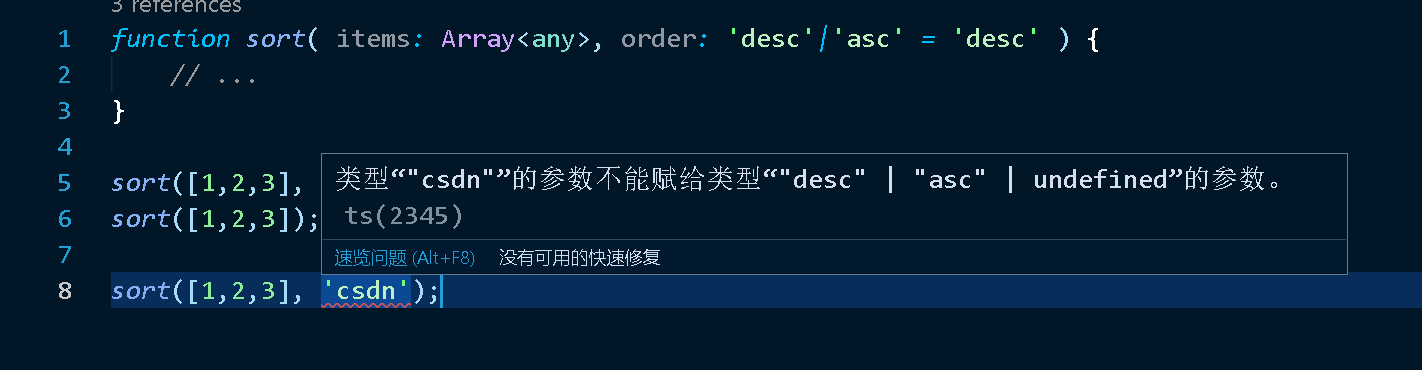 3 references
1 function sort( items: Array<any>, order: 'desc'|'asc' = 'desc' ) {
2 // ...
3 }
4
5 sort([1,2,3],
类型“"csdn"”的参数不能赋给类型“"desc" | "asc" | undefined”的参数。
ts(2345)
6 sort([1,2,3]);
7
速览问题 (Alt+F8) 没有可用的快速修复
8 sort([1,2,3], 'csdn');